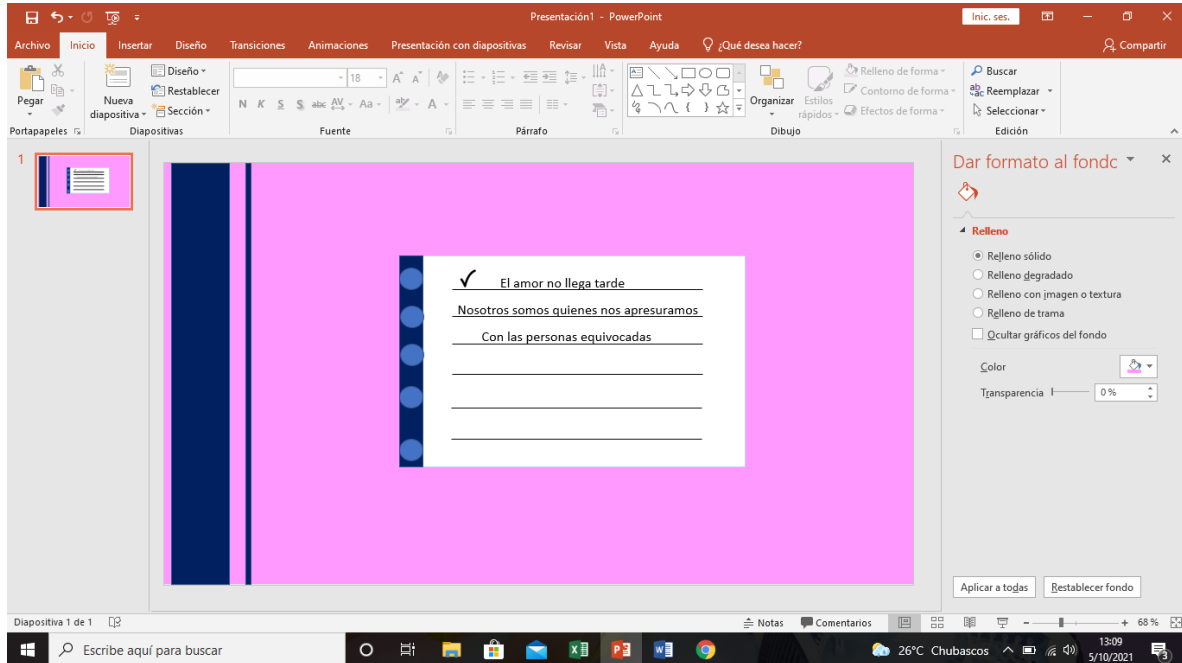 Presentación1 - PowerPoint
Inic. ses.
Archivo Inicio Insertar Diseño Transiciones Animaciones Presentación con diapositivas Revisar Vista Ayuda ¿Qué desea hacer? Compartir
Pegar
Nueva diapositiva
Diseño
Restablecer
Sección
18
N K S S abc AV Aa A
Organizar
Estilos rápidos
Relleno de forma
Contorno de forma
Efectos de forma
Buscar
Reemplazar
Seleccionar
Portapapeles Diapositivas Fuente Párrafo Dibujo Edición
1
El amor no llega tarde
Nosotros somos quienes nos apresuramos
Con las personas equivocadas
Dar formato al fondo
Relleno
Relleno sólido
Relleno degradado
Relleno con imagen o textura
Relleno de trama
Ocultar gráficos del fondo
Color
Transparencia 0%
Aplicar a todas Restablecer fondo
Diapositiva 1 de 1 Notas Comentarios 68 %
Escribe aquí para buscar
26°C Chubascos
13:09
5/10/2021